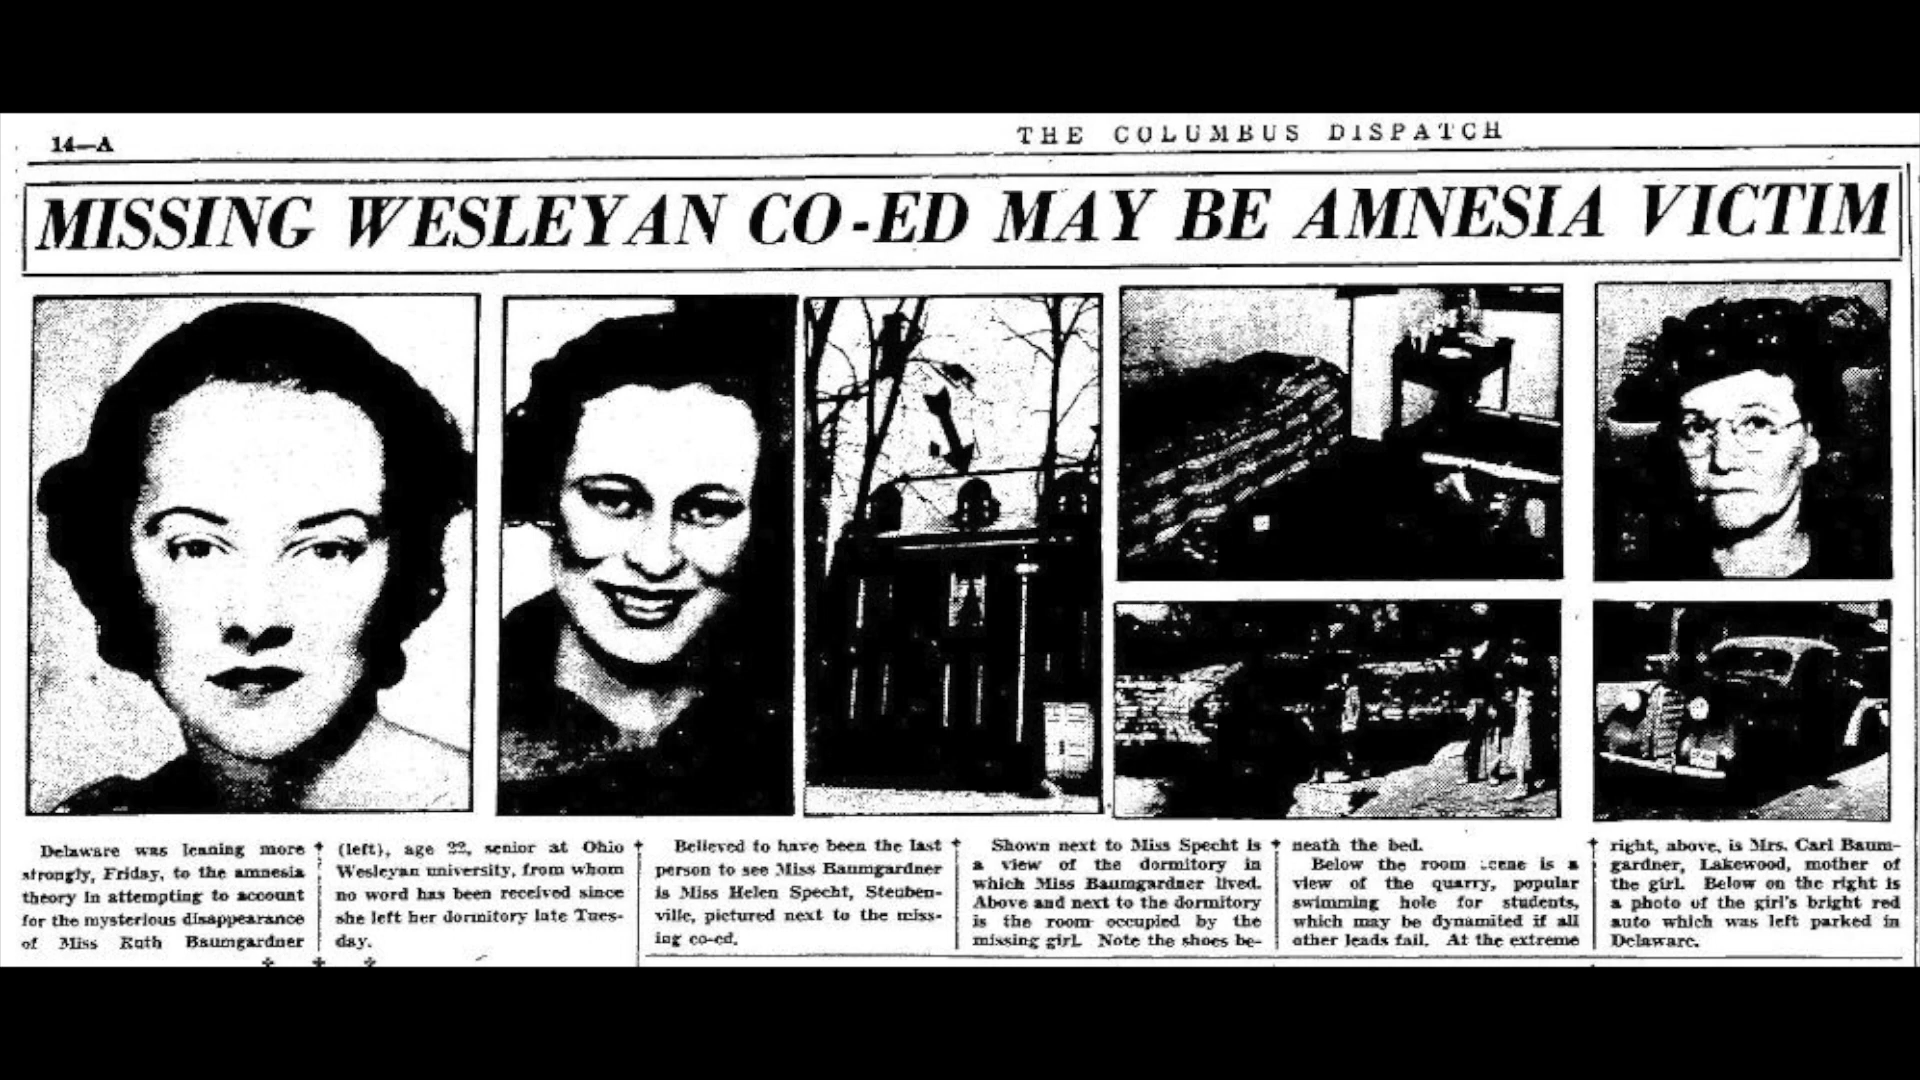 14—A
THE COLUMBUS DISPATCH
MISSING WESLEYAN CO-ED MAY BE AMNESIA VICTIM
Delaware was leaning more
strongly, Friday, to the amnesia
theory in attempting to account
for the mysterious disappearance
of Miss Ruth Baumgardner
(left), age 22, senior at Ohio
Wesleyan university, from whom
no word has been received since
she left her dormitory late Tues-
day.
Believed to have been the last
person to see Miss Baumgardner
is Miss Helen Specht, Steuben-
ville, pictured next to the miss-
ing co-ed.
Shown next to Miss Specht is
a view of the dormitory in
which Miss Baumgardner lived.
Above and next to the dormitory
is the room occupied by the
missing girl. Note the shoes be-
neath the bed.
Below the room scene is a
view of the quarry, popular
swimming hole for students,
which may be dynamited if all
other leads fail. At the extreme
right, above, is Mrs. Carl Baum-
gardner, Lakewood, mother of
the girl. Below on the right is
a photo of the girl's bright red
auto which was left parked in
Delaware.